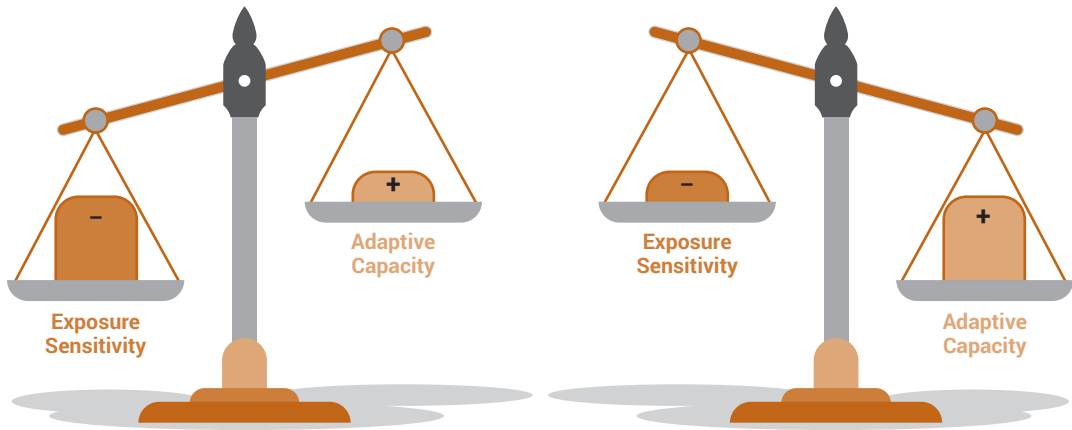 +
–
Adaptive
Capacity
Exposure
Sensitivity
–
Exposure
Sensitivity
+
Adaptive
Capacity